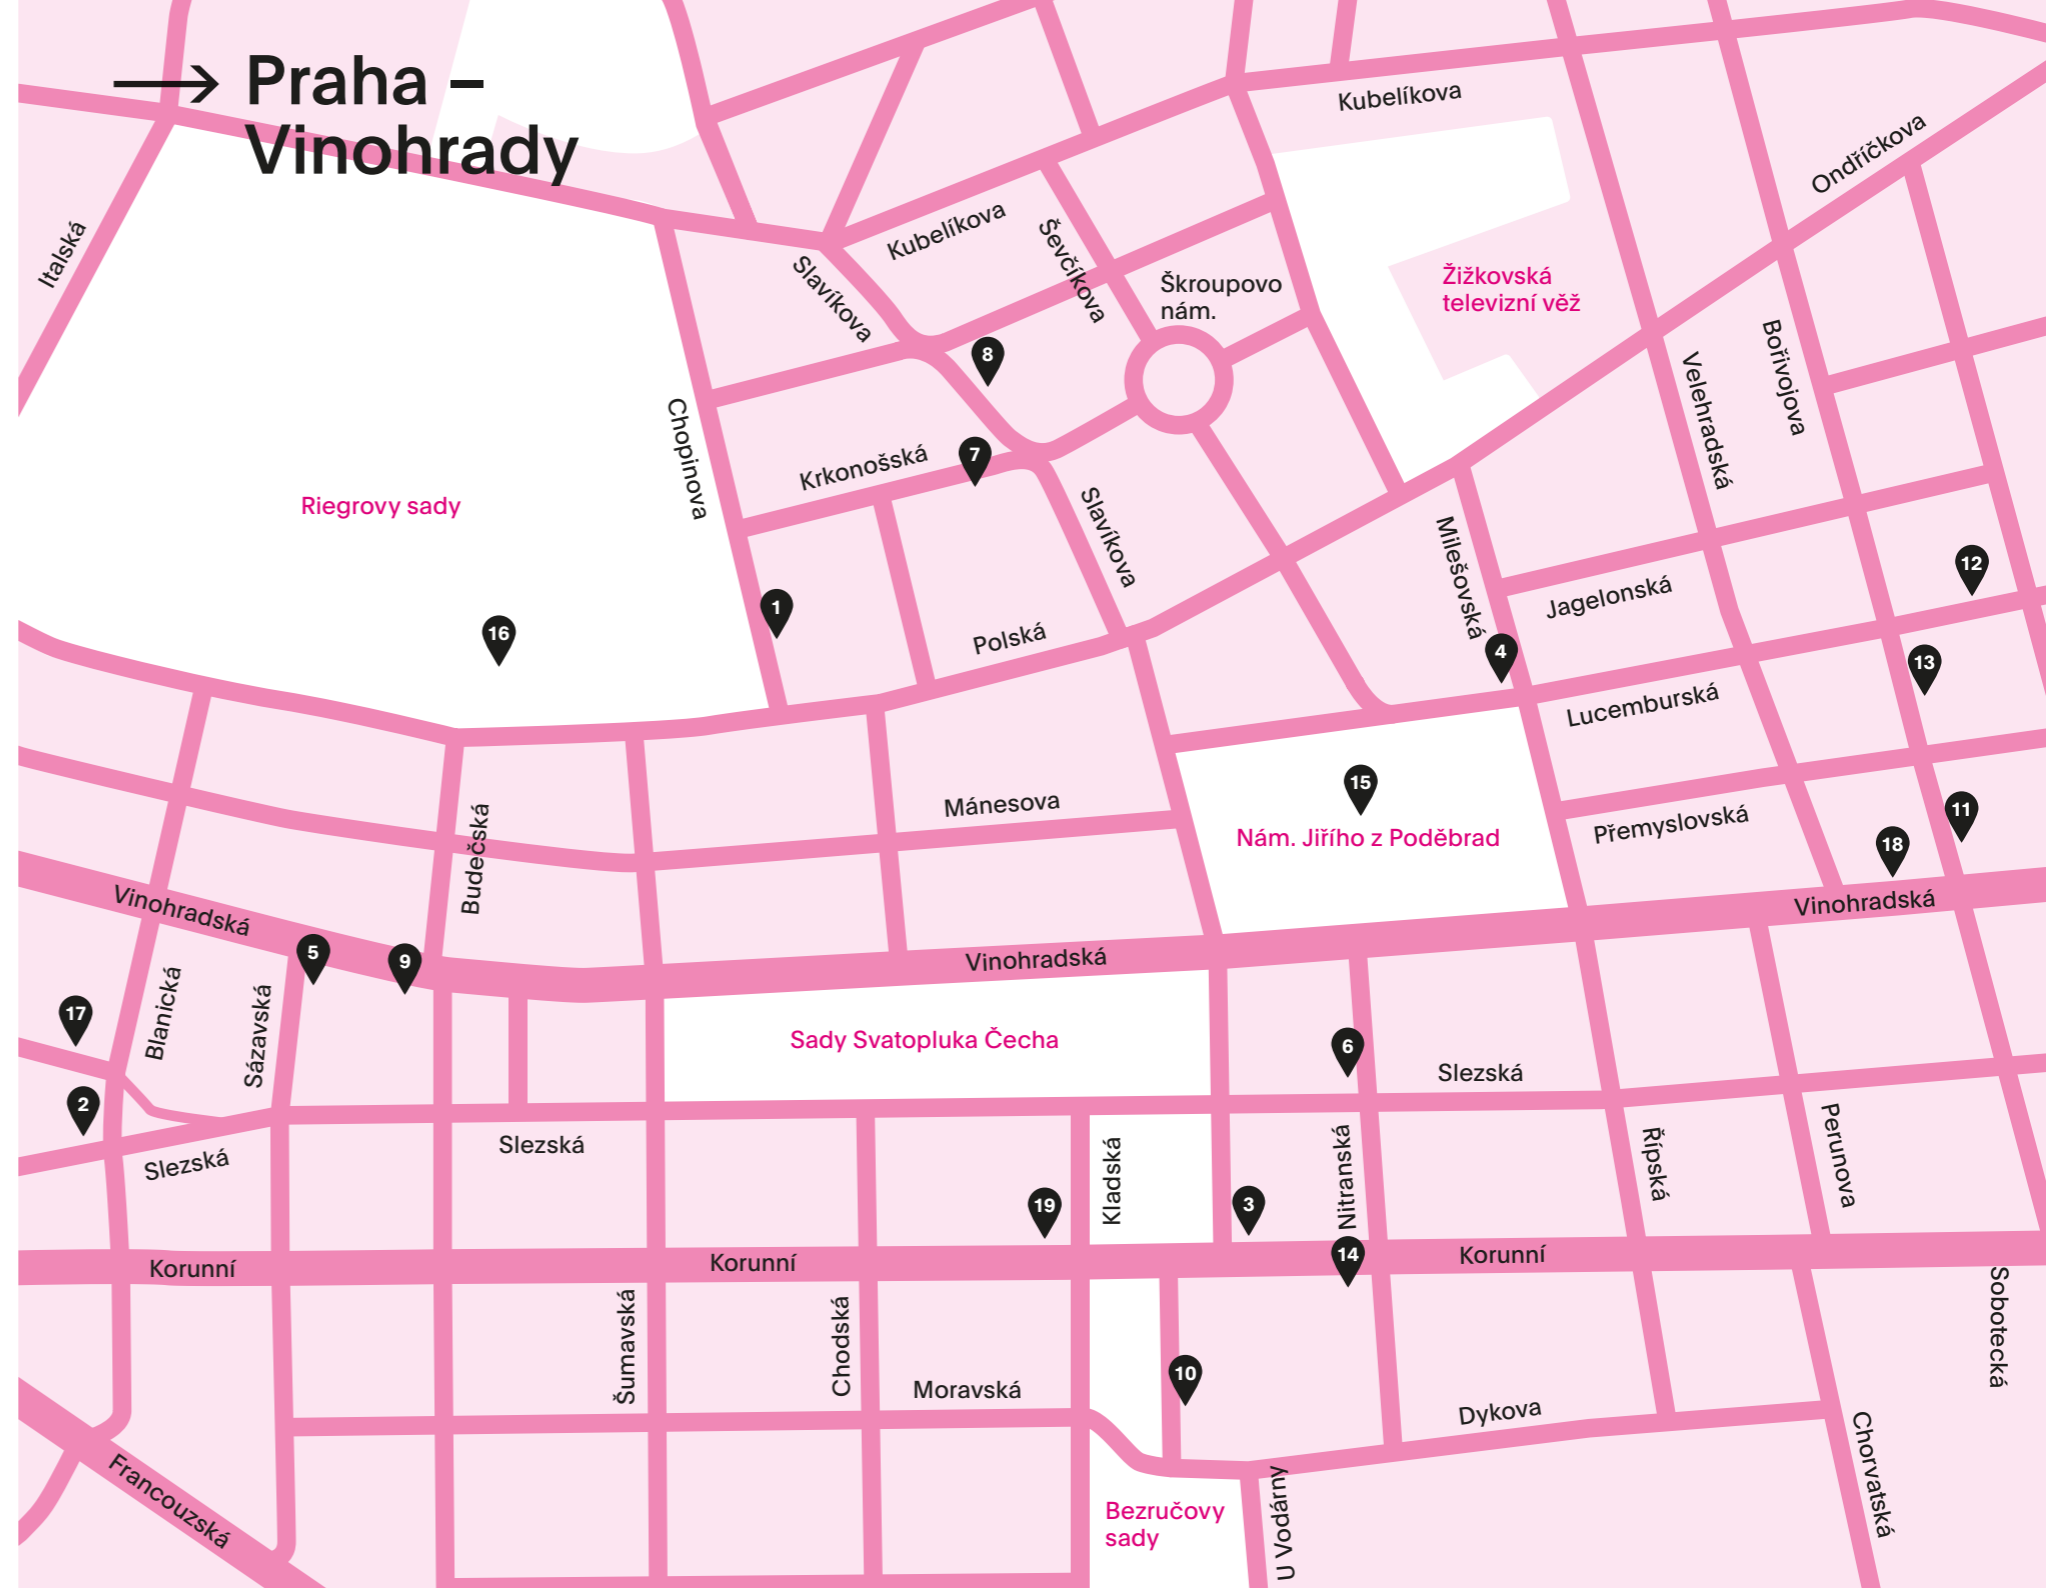 → Praha –
Vinohrady
Kubelíkova
Ondříčkova
Italská
Kubelíkova
Ševčíkova
Slavíkova
Škroupovo
nám.
Žižkovská
televizní věž
Bořivojova
Velehradská
8
Chopinova
Krkonošská
7
Riegrovy sady
Slavíkova
Milešovská
12
Jagelonská
1
16
Polská
4
13
Lucemburská
15
Mánesova
Nám. Jiřího z Poděbrad
Přemyslovská
11
18
Budečská
Vinohradská
Vinohradská
Vinohradská
5
9
Blanická
Sázavská
17
Sady Svatopluka Čecha
6
Slezská
2
Slezská
Slezská
Kladská
Nitranská
Řípská
Perunova
19
3
14
Korunní
Korunní
Korunní
Sobotecká
Šumavská
Chodská
Moravská
10
Dykova
Chorvatská
Francouzská
Bezručovy
sady
U Vodárny